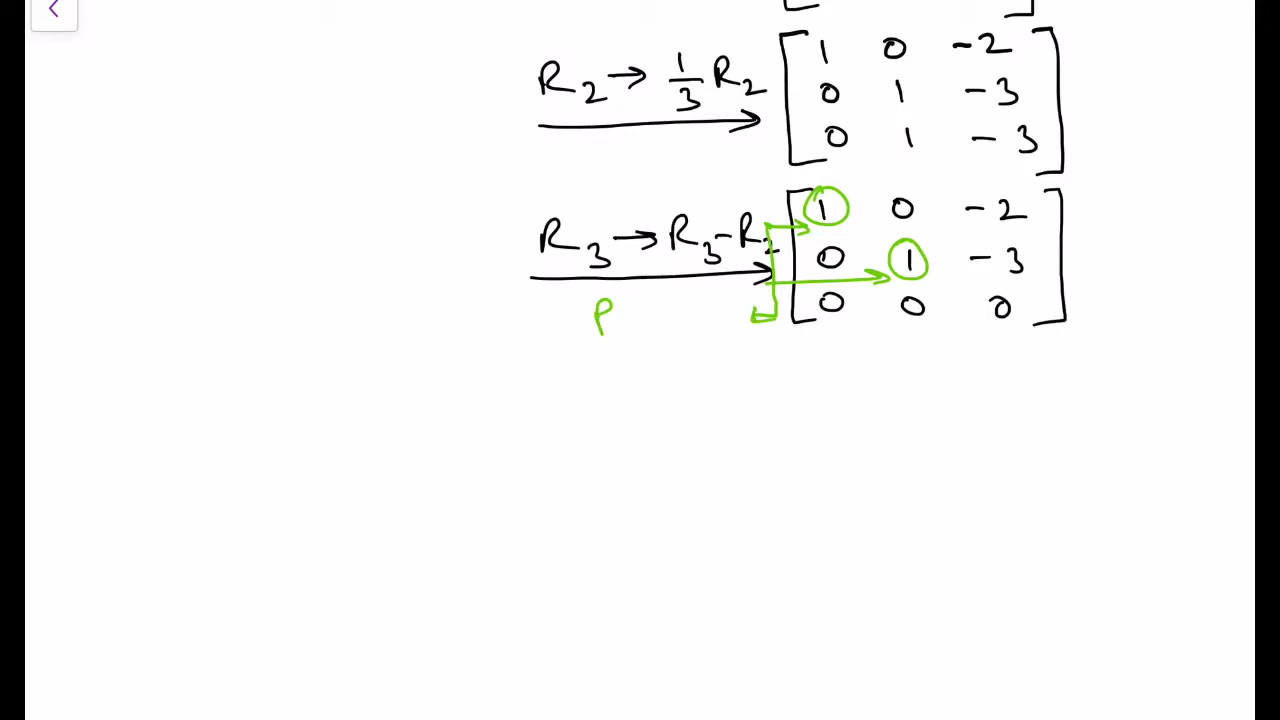 R2 → 1/3 R2 [ 1 0 -2
0 1 -3
0 1 -3 ]
R3 → R3 - R2 [ 1 0 -2
0 1 -3
0 0 0 ]
P